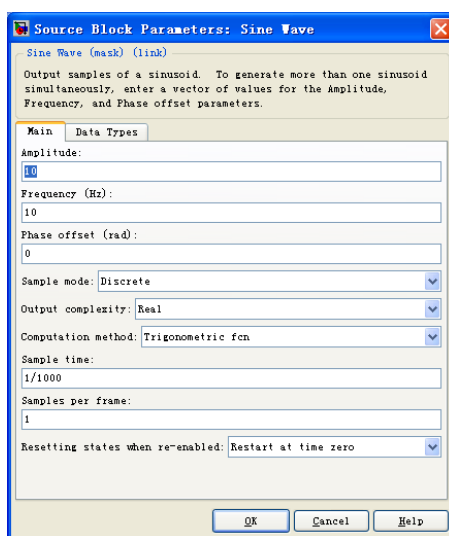 Source Block Parameters: Sine Wave
Sine Wave (mask) (link)
Output samples of a sinusoid. To generate more than one sinusoid
simultaneously, enter a vector of values for the Amplitude,
Frequency, and Phase offset parameters.
Main Data Types
Amplitude:
10
Frequency (Hz):
10
Phase offset (rad):
0
Sample mode: Discrete
Output complexity: Real
Computation method: Trigonometric fcn
Sample time:
1/1000
Samples per frame:
1
Resetting states when re-enabled: Restart at time zero
OK Cancel Help